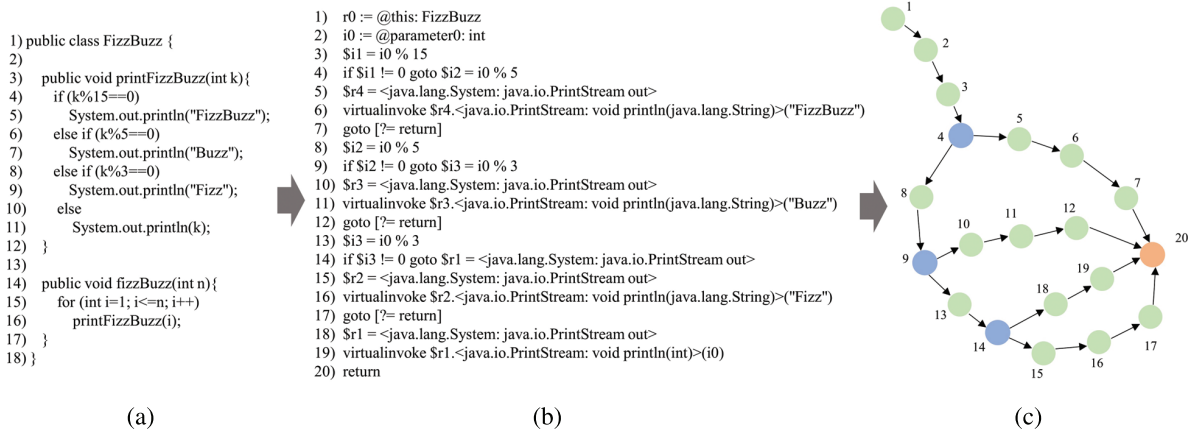 1) public class FizzBuzz {
2)
3) public void printFizzBuzz(int k){
4) if (k%15==0)
5) System.out.println("FizzBuzz");
6) else if (k%5==0)
7) System.out.println("Buzz");
8) else if (k%3==0)
9) System.out.println("Fizz");
10) else
11) System.out.println(k);
12) }
13)
14) public void fizzBuzz(int n){
15) for (int i=1; i<=n; i++)
16) printFizzBuzz(i);
17) }
18) }
(a)
1) r0 := @this: FizzBuzz
2) i0 := @parameter0: int
3) $i1 = i0 % 15
4) if $i1 != 0 goto $i2 = i0 % 5
5) $r4 = <java.lang.System: java.io.PrintStream out>
6) virtualinvoke $r4.<java.io.PrintStream: void println(java.lang.String)>("FizzBuzz")
7) goto [?= return]
8) $i2 = i0 % 5
9) if $i2 != 0 goto $i3 = i0 % 3
10) $r3 = <java.lang.System: java.io.PrintStream out>
11) virtualinvoke $r3.<java.io.PrintStream: void println(java.lang.String)>("Buzz")
12) goto [?= return]
13) $i3 = i0 % 3
14) if $i3 != 0 goto $r1 = <java.lang.System: java.io.PrintStream out>
15) $r2 = <java.lang.System: java.io.PrintStream out>
16) virtualinvoke $r2.<java.io.PrintStream: void println(java.lang.String)>("Fizz")
17) goto [?= return]
18) $r1 = <java.lang.System: java.io.PrintStream out>
19) virtualinvoke $r1.<java.io.PrintStream: void println(int)>(i0)
20) return
(b)
1
2
3
4
5
6
7
8
9
10
11
12
20
19
18
13
14
15
16
17
(c)